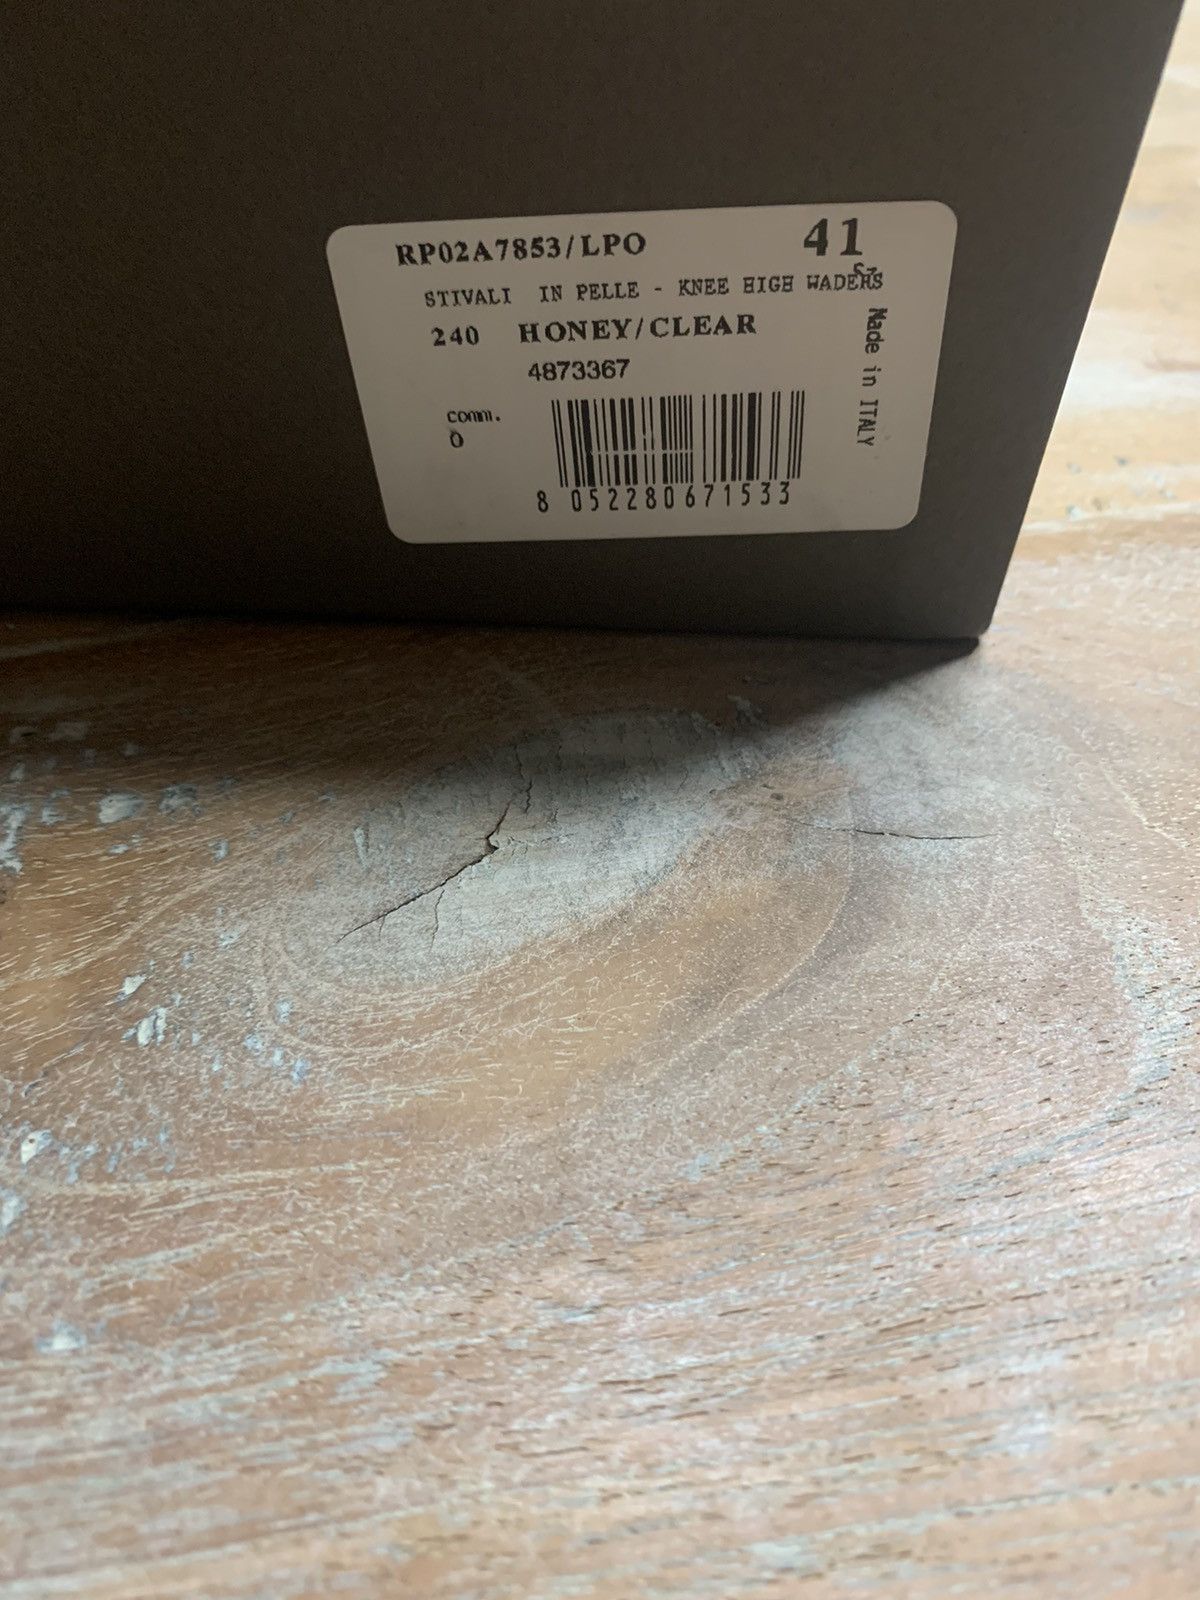 RP02A7853/LPO 41
Sz.
STIVALI IN PELLE - KNEE HIGH WADERS
240 HONEY/CLEAR
4873367
comm.
0
Made in ITALY
8 052280 671533